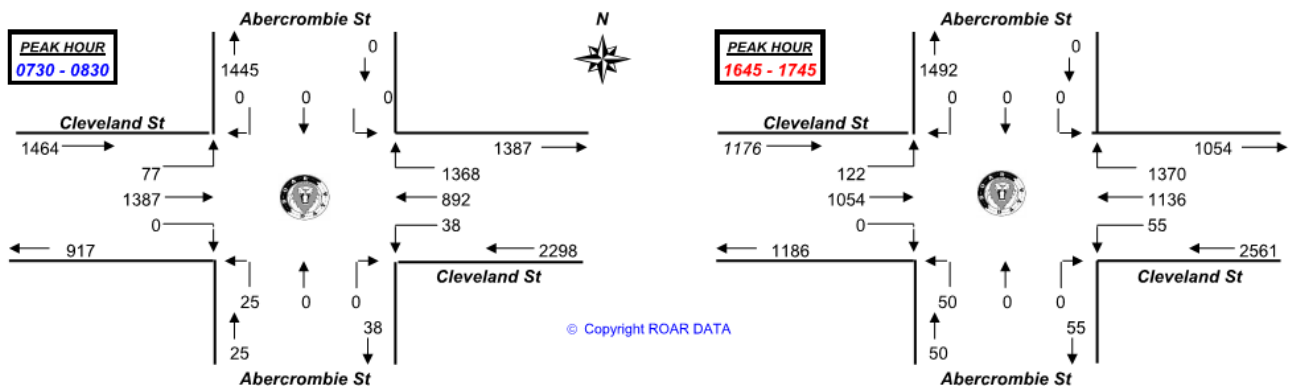 Abercrombie St
N
Abercrombie St
PEAK HOUR
0730 - 0830
0
1445
0 0 0
Cleveland St
1464
1387
77
1368
1387
892
0
38
917
2298
Cleveland St
25 0 0
38
25
Abercrombie St
© Copyright ROAR DATA
PEAK HOUR
1645 - 1745
0
1492
0 0 0
Cleveland St
1176
1054
122
1370
1054
1136
0
55
1186
2561
Cleveland St
50 0 0
55
50
Abercrombie St